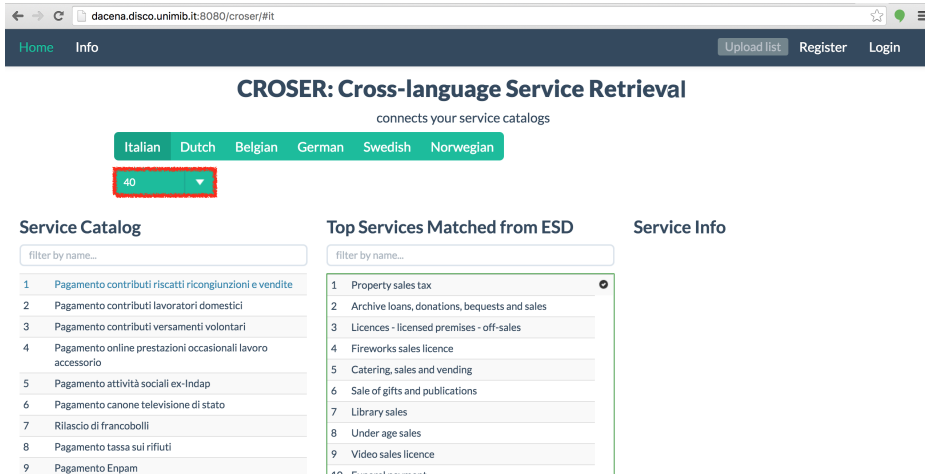 dacena.disco.unimib.it:8080/croser/#it
Home Info Upload list Register Login
CROSER: Cross-language Service Retrieval
connects your service catalogs
Italian Dutch Belgian German Swedish Norwegian
40
Service Catalog
filter by name...
1 Pagamento contributi riscatti ricongiunzioni e vendite
2 Pagamento contributi lavoratori domestici
3 Pagamento contributi versamenti volontari
4 Pagamento online prestazioni occasionali lavoro
accessorio
5 Pagamento attività sociali ex-Indap
6 Pagamento canone televisione di stato
7 Rilascio di francobolli
8 Pagamento tassa sui rifiuti
9 Pagamento Enpam
Top Services Matched from ESD
filter by name...
1 Property sales tax
2 Archive loans, donations, bequests and sales
3 Licences - licensed premises - off-sales
4 Fireworks sales licence
5 Catering, sales and vending
6 Sale of gifts and publications
7 Library sales
8 Under age sales
9 Video sales licence
10 Funeral payment
Service Info